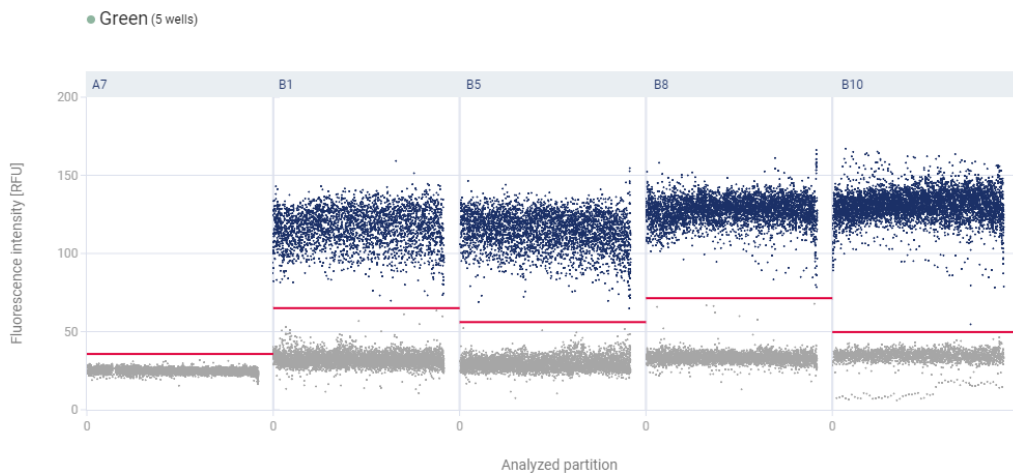 Green (5 wells)
A7 B1 B5 B8 B10
200
150
100
50
0
0 0 0 0 0
Fluorescence intensity [RFU]
Analyzed partition